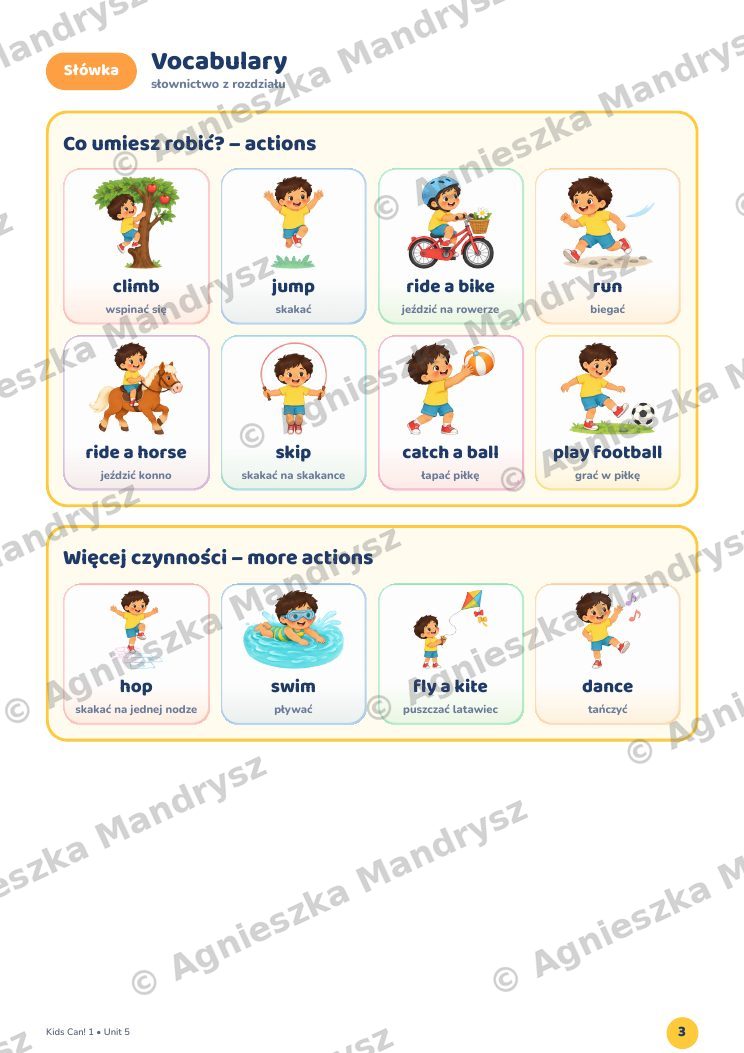 Słówka
Vocabulary
słownictwo z rozdziału
Co umiesz robić? – actions
climb
wspinać się
jump
skakać
ride a bike
jeździć na rowerze
run
biegać
ride a horse
jeździć konno
skip
skakać na skakance
catch a ball
łapać piłkę
play football
grać w piłkę
Więcej czynności – more actions
hop
skakać na jednej nodze
swim
pływać
fly a kite
puszczać latawiec
dance
tańczyć
Kids Can! 1 • Unit 5
3
© Agnieszka Mandrysz